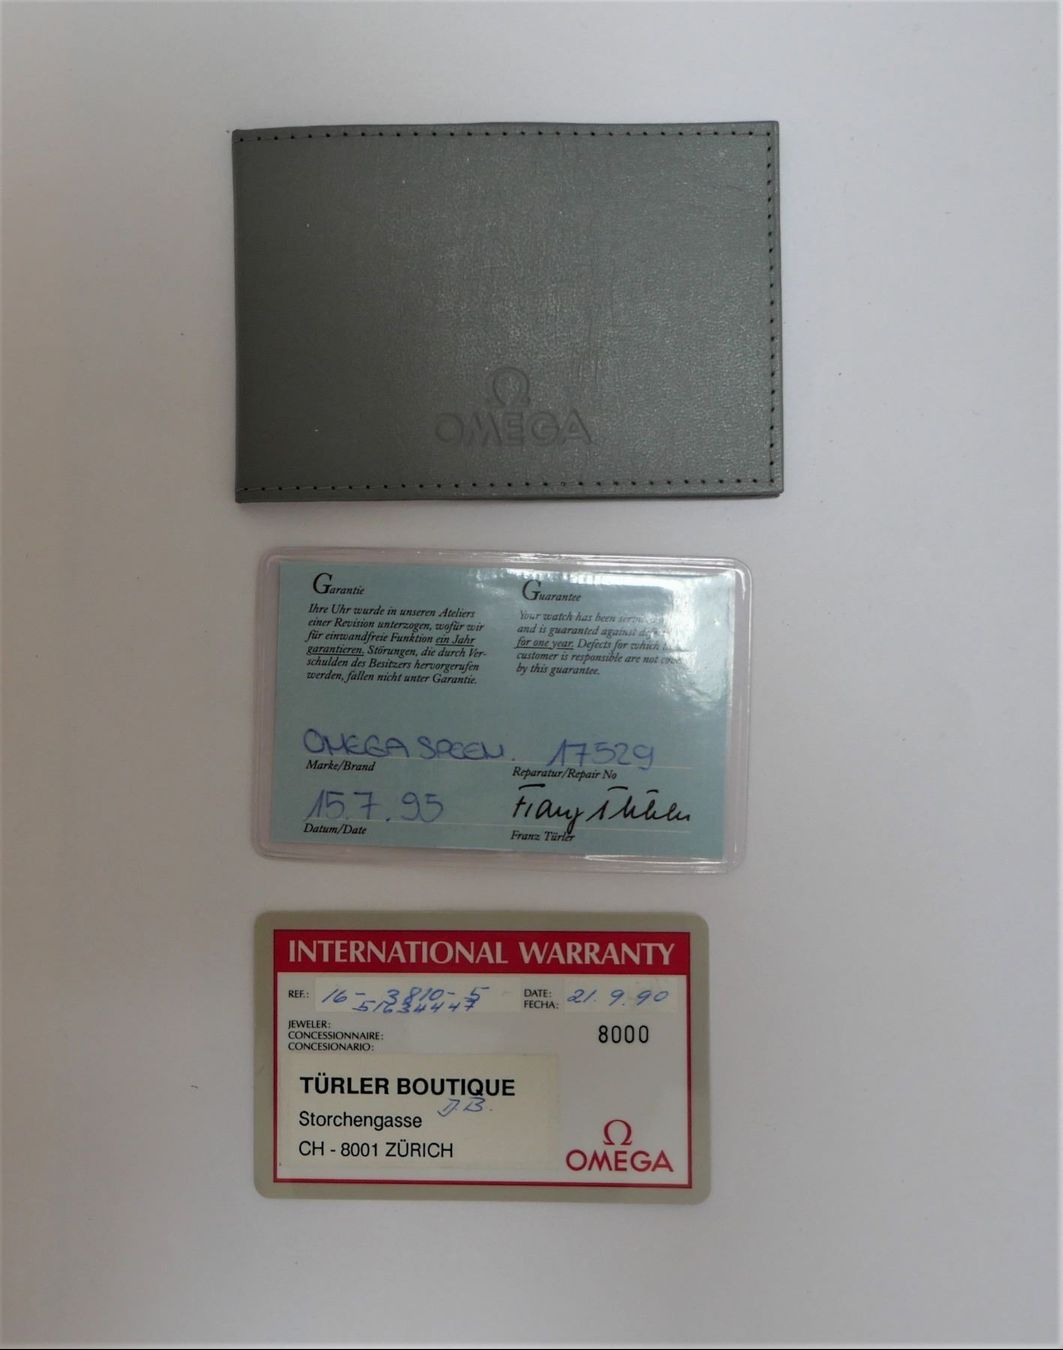 Ω
OMEGA
Garantie
Ihre Uhr wurde in unseren Ateliers
einer Revision unterzogen, wofür wir
für einwandfreie Funktion ein Jahr
garantieren. Störungen, die durch Ver-
schulden des Besitzers hervorgerufen
werden, fallen nicht unter Garantie.
Guarantee
Your watch has been
and is guaranteed against
for one year. Defects for which
customer is responsible are not
by this guarantee.
OMEGA SPEEM. 17529
Marke/Brand Reparatur/Repair No
15.7.95 Franz Türler
Datum/Date Franz Türler
INTERNATIONAL WARRANTY
REF.: 16- 3810-5 DATE: 21.9.90
51634447 FECHA:
JEWELER: 8000
CONCESSIONNAIRE:
CONCESIONARIO:
TÜRLER BOUTIQUE
D.B.
Storchengasse
CH - 8001 ZÜRICH
Ω
OMEGA